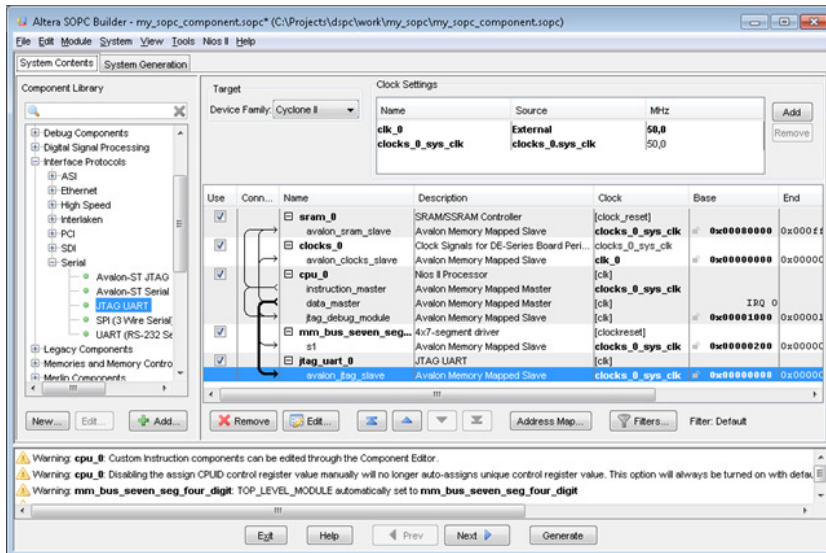 Altera SOPC Builder - my_sopc_component.sopc* (C:\Projects\dspc\work\my_sopc\my_sopc_component.sopc)
File Edit Module System View Tools Nios II Help
System Contents System Generation
Component Library
Target
Device Family: Cyclone II
Clock Settings
Name Source MHz
clk_0 External 50,0
clocks_0_sys_clk clocks_0.sys_clk 50,0
Add
Remove
Debug Components
Digital Signal Processing
Interface Protocols
ASI
Ethernet
High Speed
Interlaken
PCI
SDI
Serial
Avalon-ST JTAG
Avalon-ST Serial
JTAG UART
SPI (3 Wire Serial)
UART (RS-232 Se
Legacy Components
Memories and Memory Contro
Merlin Components
New... Edit... Add...
Use Conn... Name Description Clock Base End
sram_0 SRAM/SSRAM Controller [clock_reset]
avalon_sram_slave Avalon Memory Mapped Slave clocks_0_sys_clk 0x00080000 0x000ff
clocks_0 Clock Signals for DE-Series Board Peri... clocks_0_sys_clk
avalon_clocks_slave Avalon Memory Mapped Slave clk_0 0x00000000 0x00000
cpu_0 Nios II Processor [clk]
instruction_master Avalon Memory Mapped Master clocks_0_sys_clk
data_master Avalon Memory Mapped Master [clk] IRQ 0
jtag_debug_module Avalon Memory Mapped Slave [clk] 0x00001000 0x00001
mm_bus_seven_seg... 4x7-segment driver [clockreset]
s1 Avalon Memory Mapped Slave clocks_0_sys_clk 0x00000200 0x00000
jtag_uart_0 JTAG UART [clk]
avalon_jtag_slave Avalon Memory Mapped Slave clocks_0_sys_clk 0x00000008 0x00000
Remove Edit... Address Map... Filters... Filter: Default
Warning: cpu_0: Custom Instruction components can be edited through the Component Editor.
Warning: cpu_0: Disabling the assign CPUID control register value manually will no longer auto-assigns unique control register value. This option will always be turned on with defau
Warning: mm_bus_seven_seg_four_digit: TOP_LEVEL_MODULE automatically set to mm_bus_seven_seg_four_digit
Exit Help Prev Next Generate